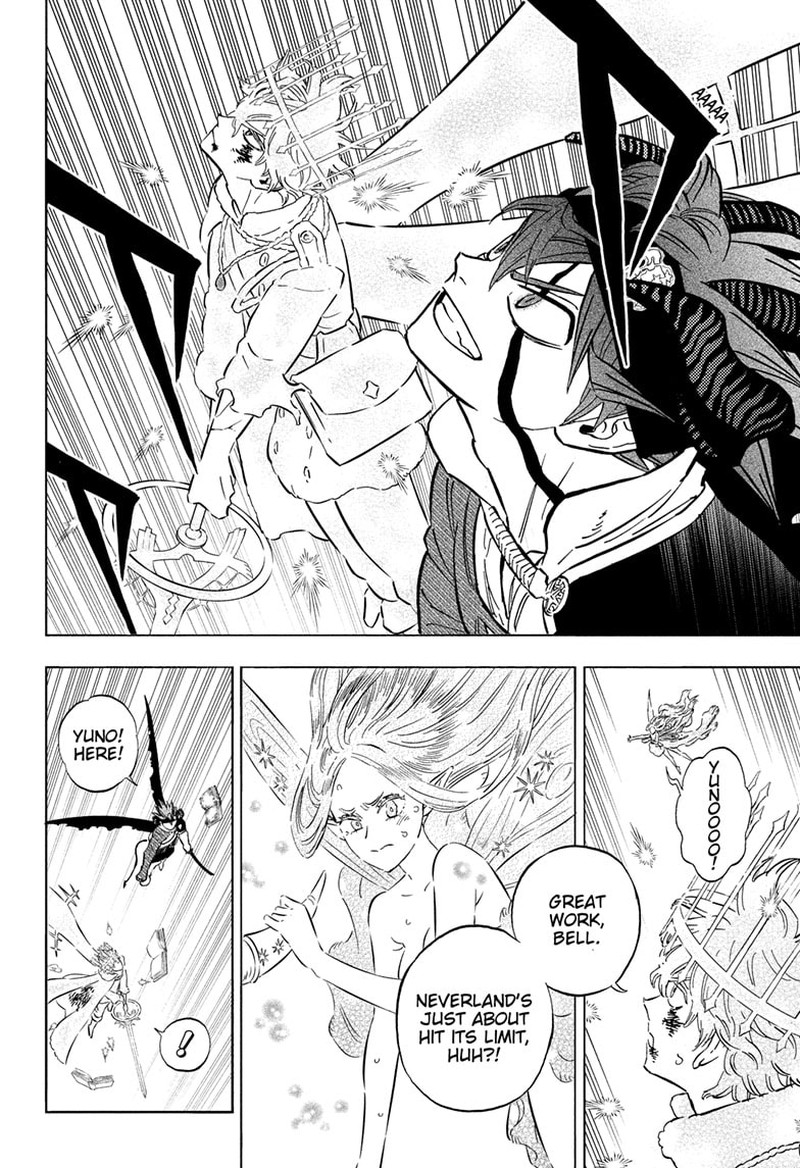 AAAAA
YUNOOOO!
GREAT
WORK,
BELL.
NEVERLAND'S
JUST ABOUT
HIT ITS LIMIT,
HUH?!
YUNO!
HERE!
!